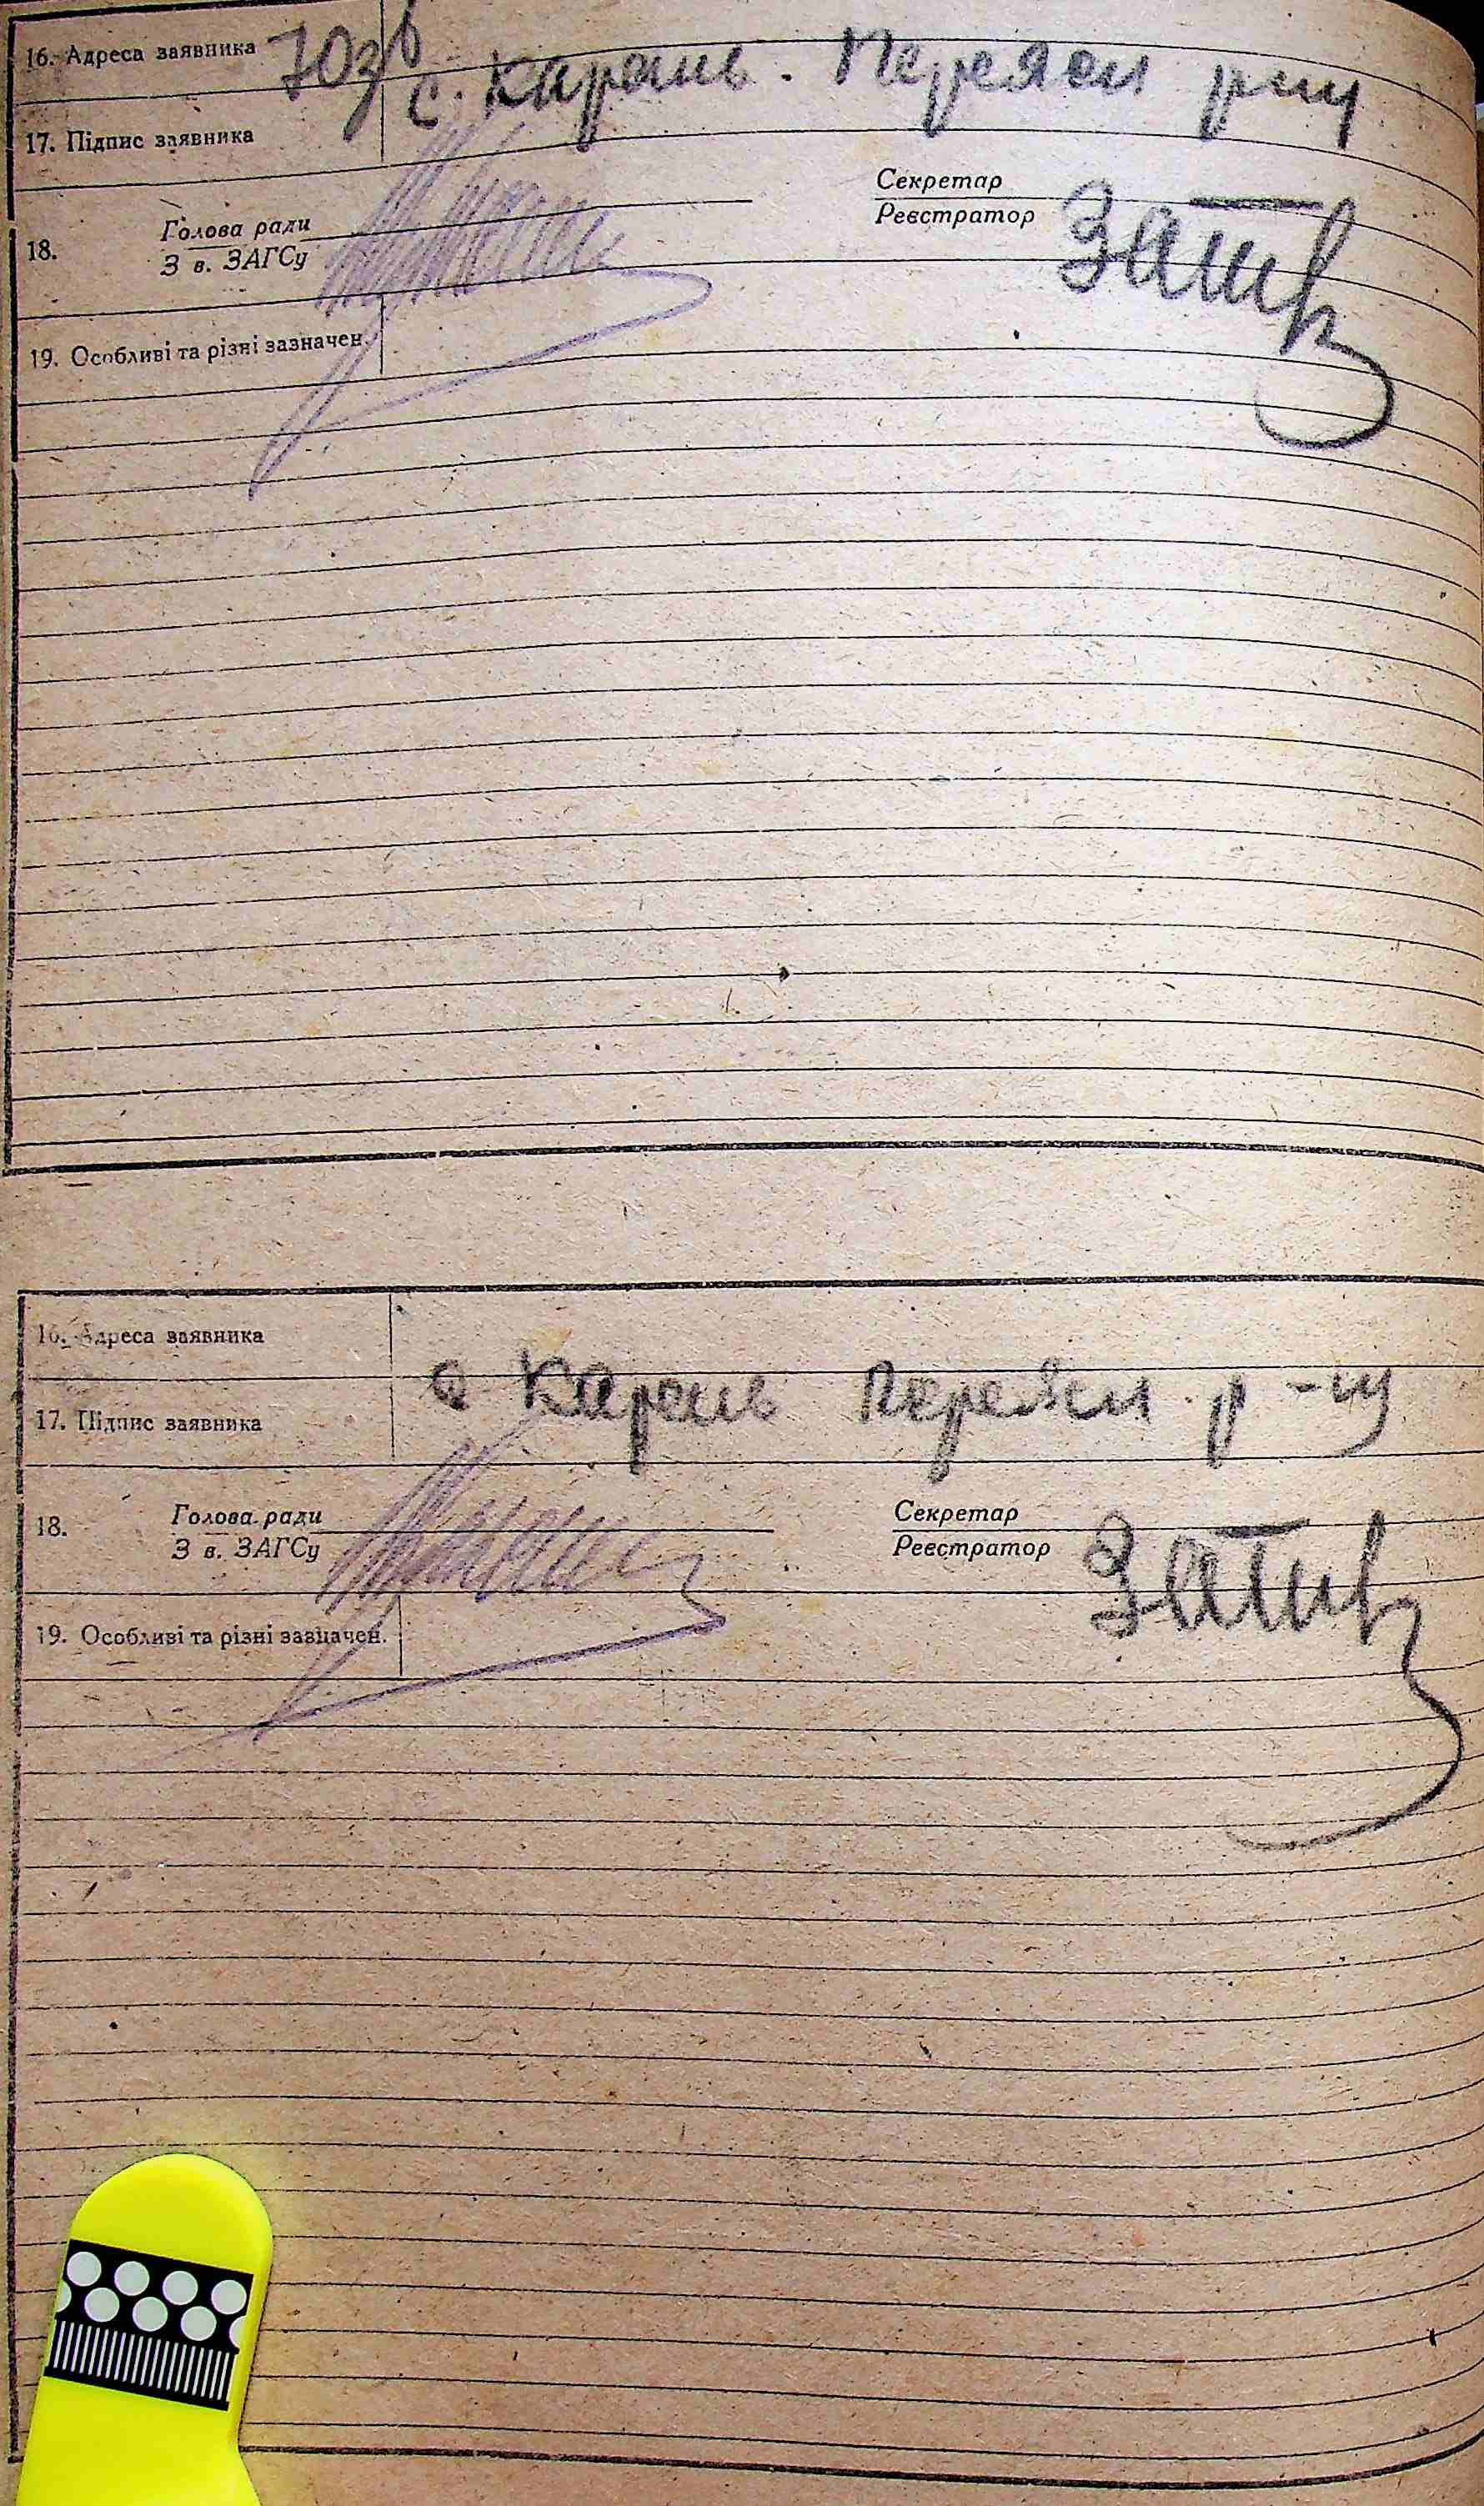 16. Адреса заявника 70зв
с. Карань. Переясл р-ну
17. Підпис заявника
18. Голова ради Секретар
З в. ЗАГСу Реєстратор
19. Особливі та різні зазначен.
16. Адреса заявника
с Карань Переясл р-ну
17. Підпис заявника
18. Голова ради Секретар
З в. ЗАГСу Реєстратор
19. Особливі та різні зазначен.